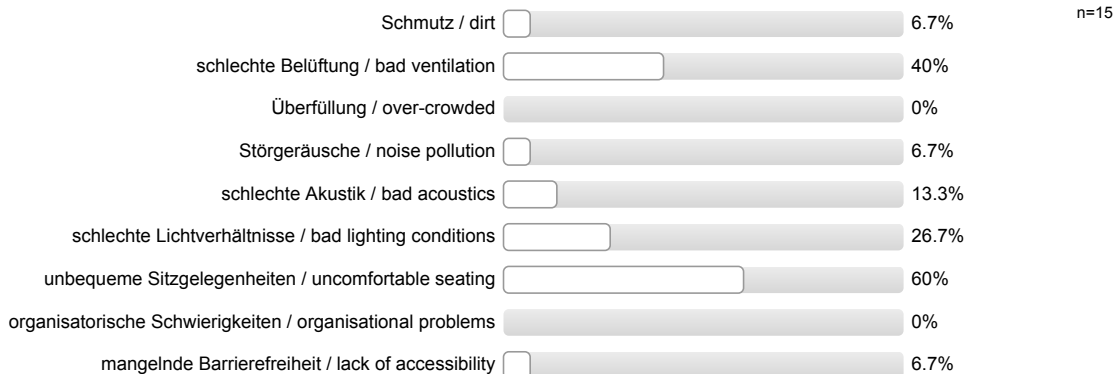 Schmutz / dirt 6.7% n=15
schlechte Belüftung / bad ventilation 40%
Überfüllung / over-crowded 0%
Störgeräusche / noise pollution 6.7%
schlechte Akustik / bad acoustics 13.3%
schlechte Lichtverhältnisse / bad lighting conditions 26.7%
unbequeme Sitzgelegenheiten / uncomfortable seating 60%
organisatorische Schwierigkeiten / organisational problems 0%
mangelnde Barrierefreiheit / lack of accessibility 6.7%